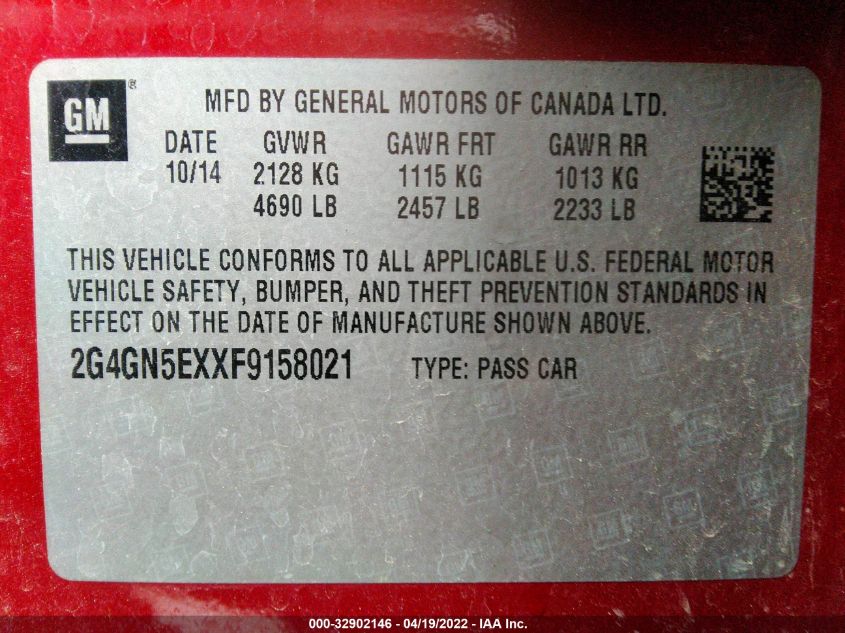 GM ®
MFD BY GENERAL MOTORS OF CANADA LTD.
DATE GVWR GAWR FRT GAWR RR
10/14 2128 KG 1115 KG 1013 KG
4690 LB 2457 LB 2233 LB
THIS VEHICLE CONFORMS TO ALL APPLICABLE U.S. FEDERAL MOTOR
VEHICLE SAFETY, BUMPER, AND THEFT PREVENTION STANDARDS IN
EFFECT ON THE DATE OF MANUFACTURE SHOWN ABOVE.
2G4GN5EXXF9158021 TYPE: PASS CAR
000-32902146 - 04/19/2022 - IAA Inc.